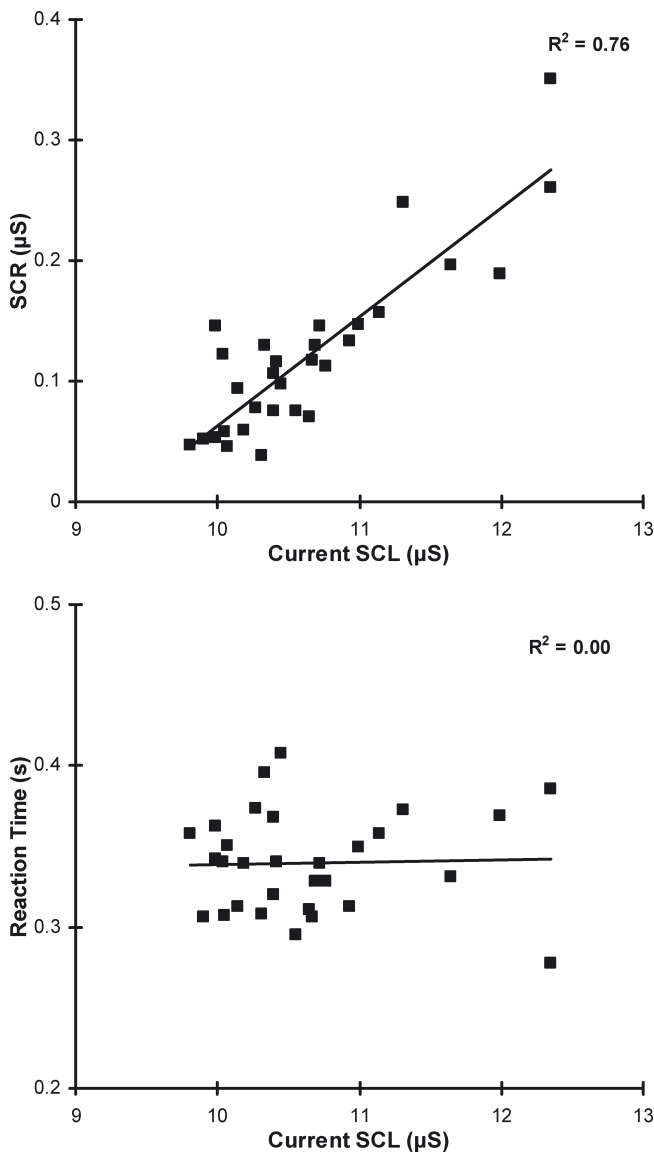 0.4
R² = 0.76
0.3
SCR (µS)
0.2
0.1
0
9 10 11 12 13
Current SCL (µS)
0.5
R² = 0.00
0.4
Reaction Time (s)
0.3
0.2
9 10 11 12 13
Current SCL (µS)